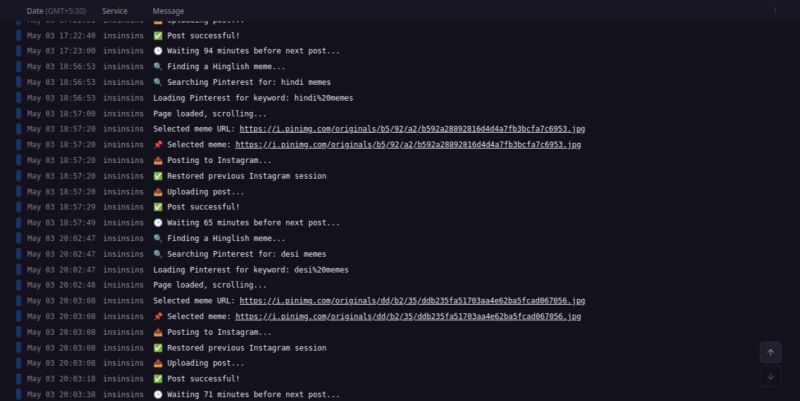 Date (GMT+5:30) Service Message
📤 Uploading post...
May 03 17:22:40 insinsins ✅ Post successful!
May 03 17:23:00 insinsins 🕒 Waiting 94 minutes before next post...
May 03 18:56:53 insinsins 🔍 Finding a Hinglish meme...
May 03 18:56:53 insinsins 🔍 Searching Pinterest for: hindi memes
May 03 18:56:53 insinsins Loading Pinterest for keyword: hindi%20memes
May 03 18:57:00 insinsins Page loaded, scrolling...
May 03 18:57:20 insinsins Selected meme URL: https://i.pinimg.com/originals/b5/92/a2/b592a28892816d4d4a7fb3bcfa7c6953.jpg
May 03 18:57:20 insinsins 📌 Selected meme: https://i.pinimg.com/originals/b5/92/a2/b592a28892816d4d4a7fb3bcfa7c6953.jpg
May 03 18:57:20 insinsins 📤 Posting to Instagram...
May 03 18:57:20 insinsins ✅ Restored previous Instagram session
May 03 18:57:20 insinsins 📤 Uploading post...
May 03 18:57:29 insinsins ✅ Post successful!
May 03 18:57:49 insinsins 🕒 Waiting 65 minutes before next post...
May 03 20:02:47 insinsins 🔍 Finding a Hinglish meme...
May 03 20:02:47 insinsins 🔍 Searching Pinterest for: desi memes
May 03 20:02:47 insinsins Loading Pinterest for keyword: desi%20memes
May 03 20:02:48 insinsins Page loaded, scrolling...
May 03 20:03:08 insinsins Selected meme URL: https://i.pinimg.com/originals/dd/b2/35/ddb235fa51703aa4e62ba5fcad067056.jpg
May 03 20:03:08 insinsins 📌 Selected meme: https://i.pinimg.com/originals/dd/b2/35/ddb235fa51703aa4e62ba5fcad067056.jpg
May 03 20:03:08 insinsins 📤 Posting to Instagram...
May 03 20:03:08 insinsins ✅ Restored previous Instagram session
May 03 20:03:08 insinsins 📤 Uploading post...
May 03 20:03:18 insinsins ✅ Post successful!
May 03 20:03:38 insinsins 🕒 Waiting 71 minutes before next post...